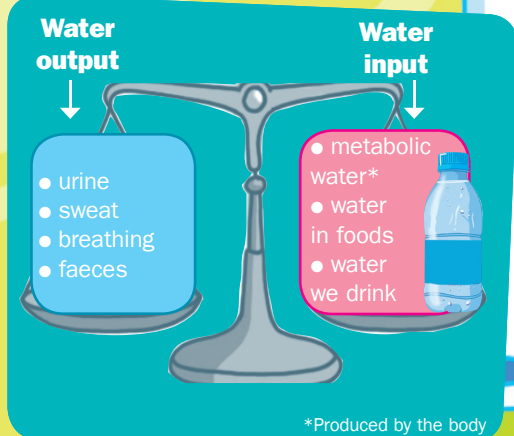 Water
output
Water
input
● urine
● sweat
● breathing
● faeces
● metabolic
water*
● water
in foods
● water
we drink
*Produced by the body